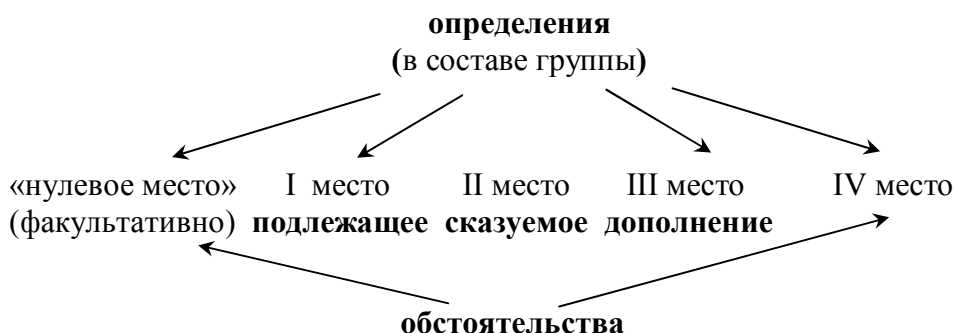 определения
(в составе группы)
«нулевое место» I место II место III место IV место
(факультативно) подлежащее сказуемое дополнение
обстоятельства